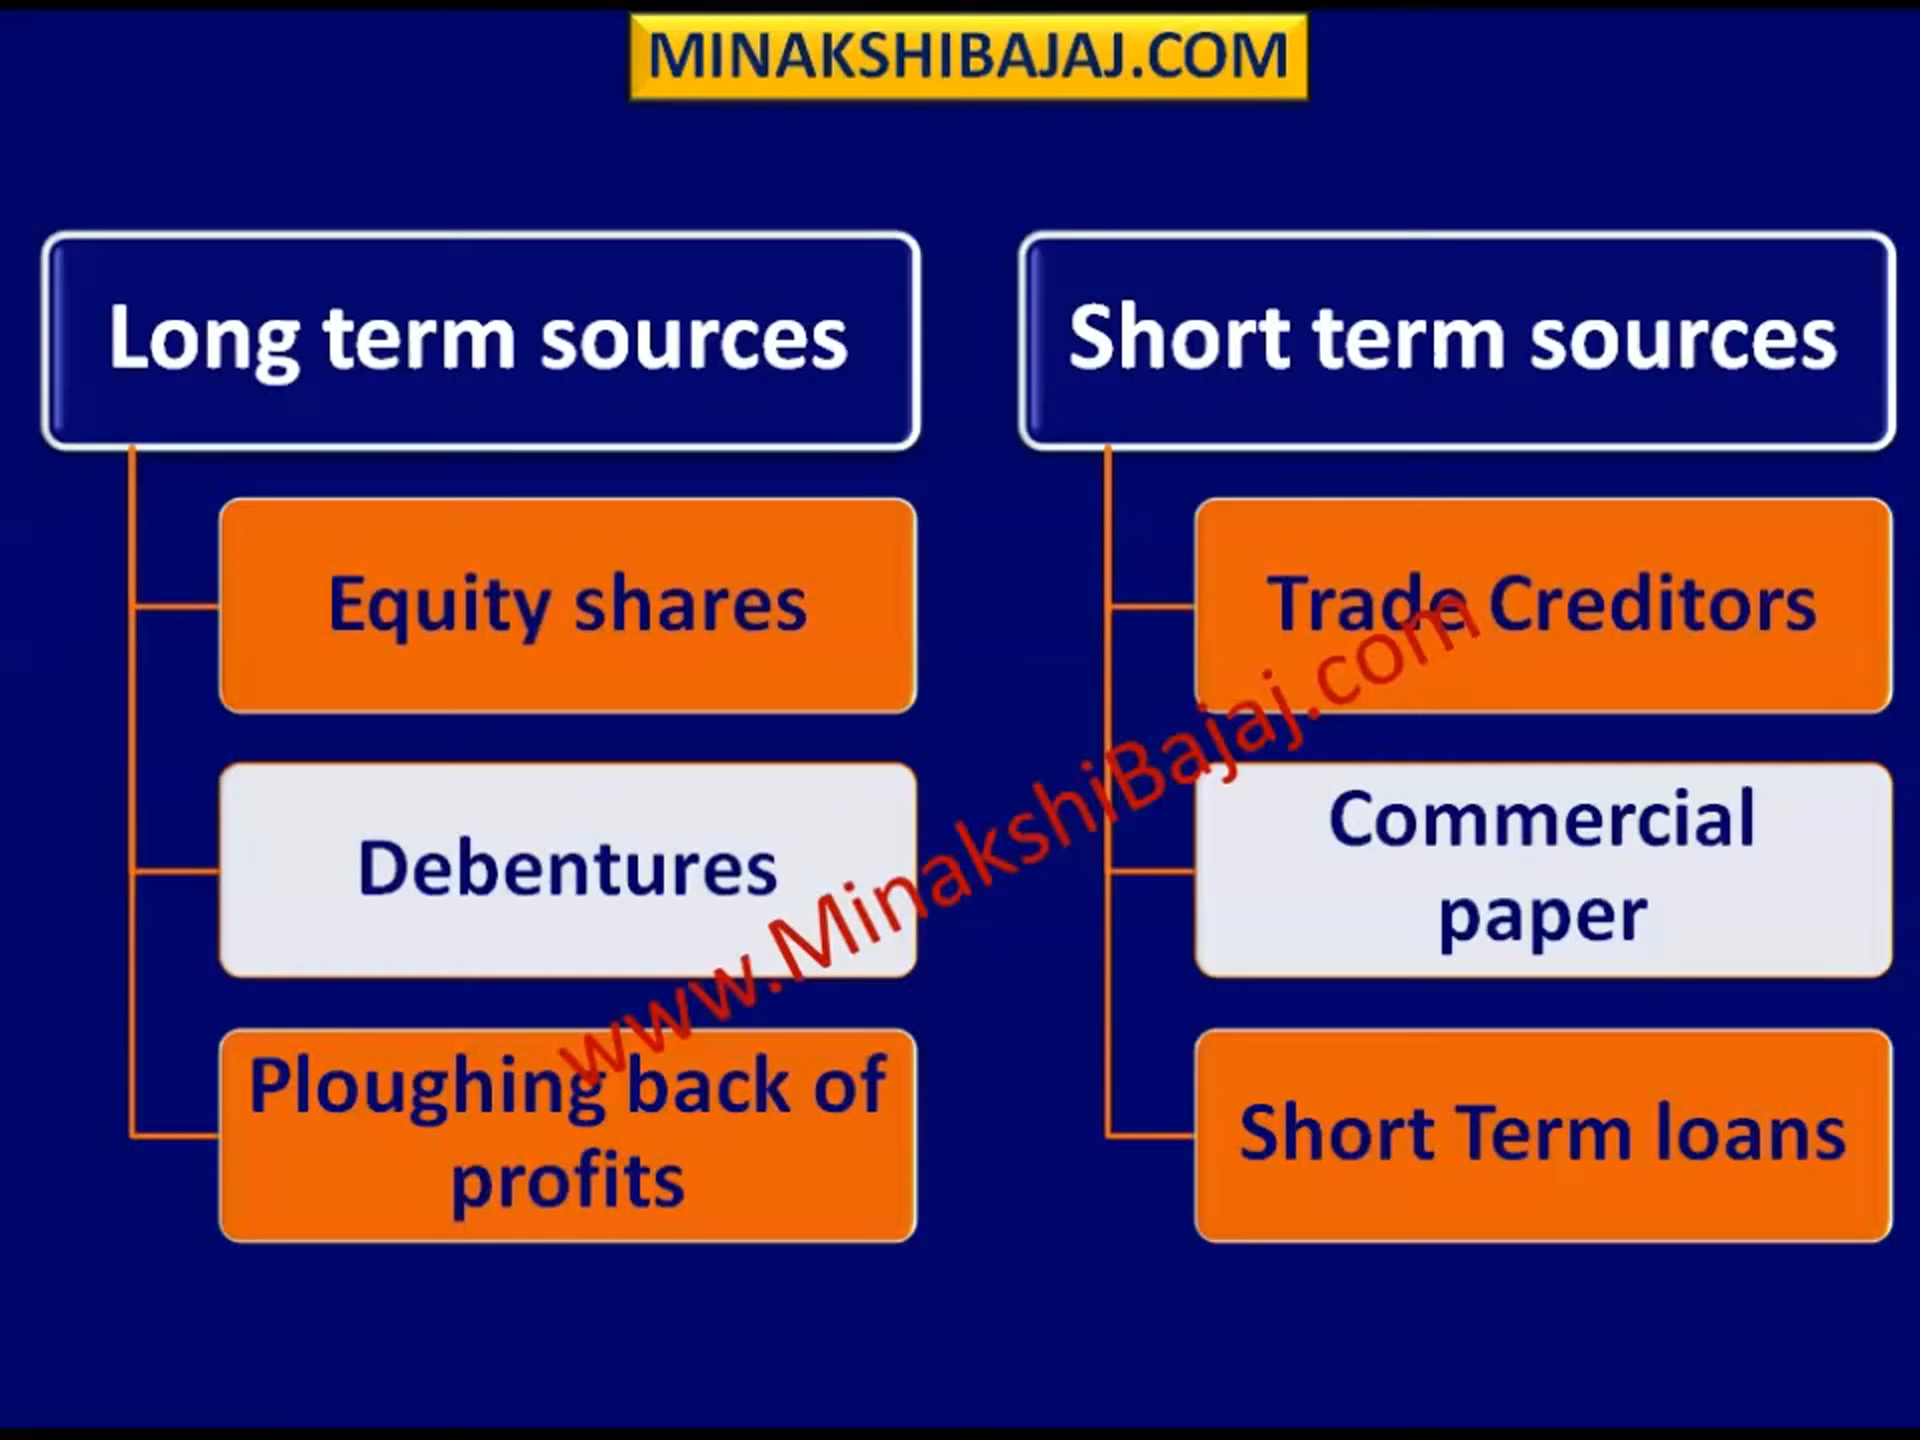 MINAKSHIBAJAJ.COM
Long term sources
Equity shares
Debentures
Ploughing back of
profits
Short term sources
Trade Creditors
Commercial
paper
Short Term loans
www.MinakshiBajaj.com